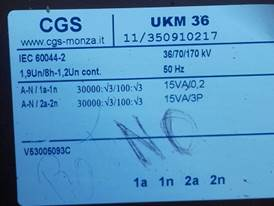 CGS UKM 36
www.cgs-monza.it 11/350910217
IEC 60044-2 36/70/170 kV
1,9Un/8h-1,2Un cont. 50 Hz
A-N / 1a-1n 30000:√3/100:√3 15VA/0,2
A-N / 2a-2n 30000:√3/100:√3 15VA/3P
NC
V53005093C
1a 1n 2a 2n